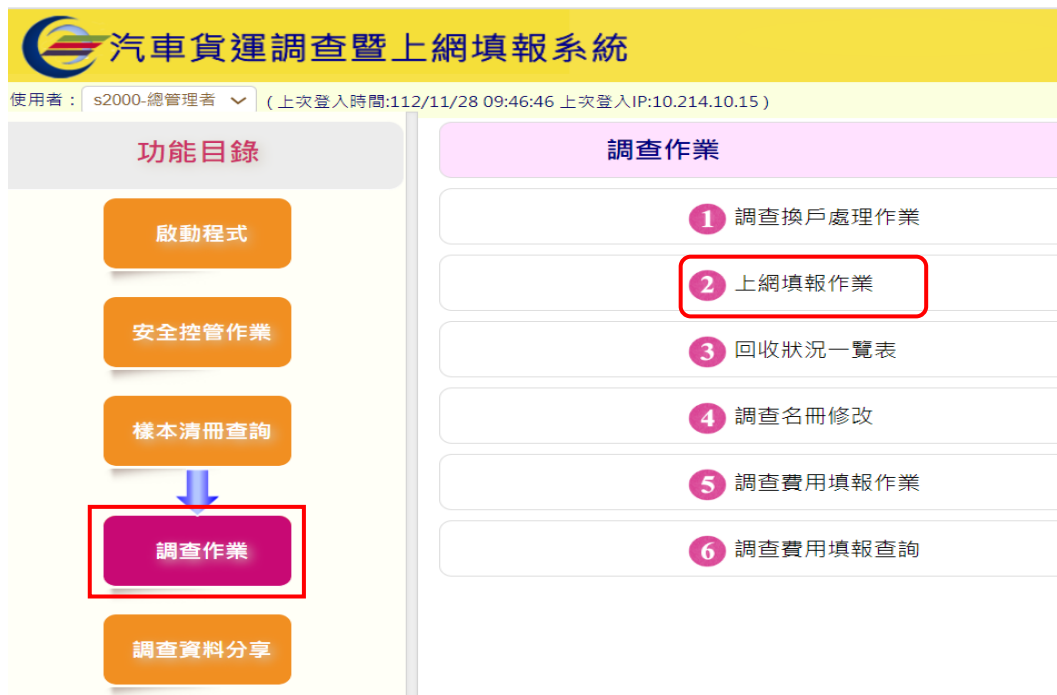 汽車貨運調查暨上網填報系統
使用者： s2000-總管理者 (上次登入時間:112/11/28 09:46:46 上次登入IP:10.214.10.15)
功能目錄
啟動程式
安全控管作業
樣本清冊查詢
調查作業
調查資料分享
調查作業
1 調查換戶處理作業
2 上網填報作業
3 回收狀況一覽表
4 調查名冊修改
5 調查費用填報作業
6 調查費用填報查詢